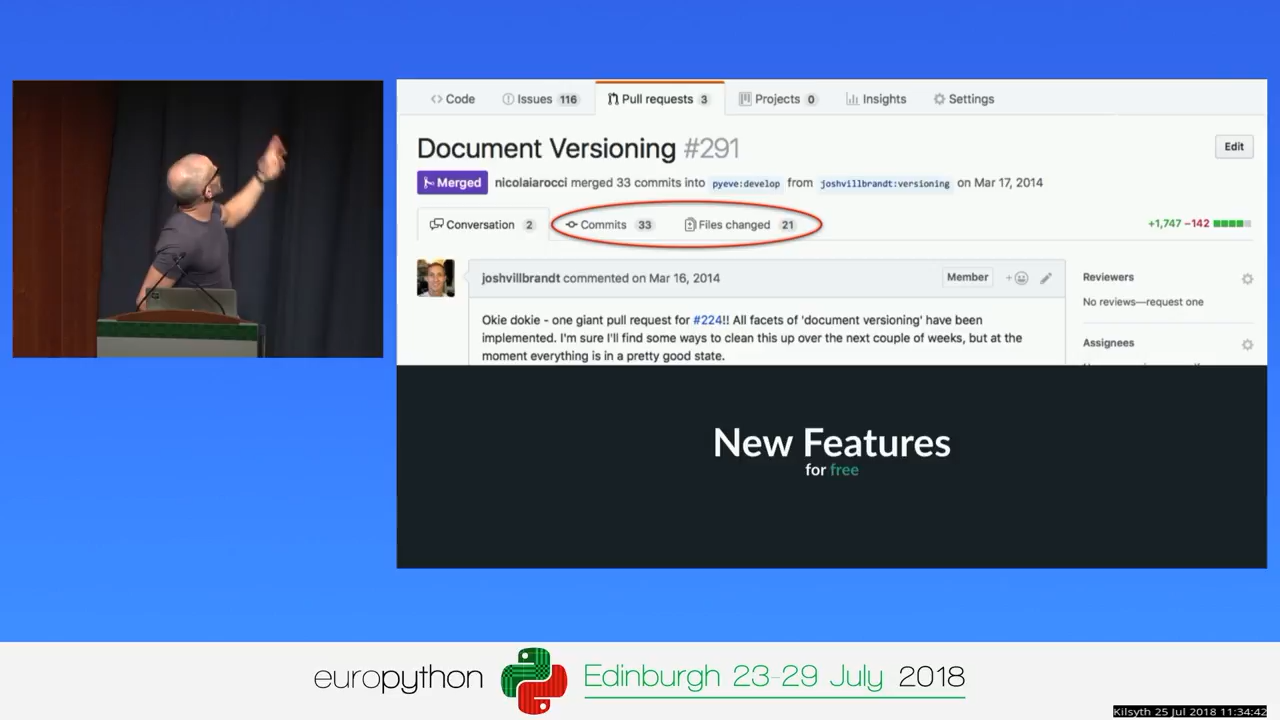 Code Issues 116 Pull requests 3 Projects 0 Insights Settings
Document Versioning #291
Edit
Merged nicolaiarocci merged 33 commits into pyeve:develop from joshvillbrandt:versioning on Mar 17, 2014
Conversation 2 Commits 33 Files changed 21 +1,747 −142
joshvillbrandt commented on Mar 16, 2014 Member
Okie dokie - one giant pull request for #224!! All facets of 'document versioning' have been
implemented. I'm sure I'll find some ways to clean this up over the next couple of weeks, but at the
moment everything is in a pretty good state.
Reviewers
No reviews—request one
Assignees
New Features
for free
europython Edinburgh 23-29 July 2018
Kilsyth 25 Jul 2018 11:34:42